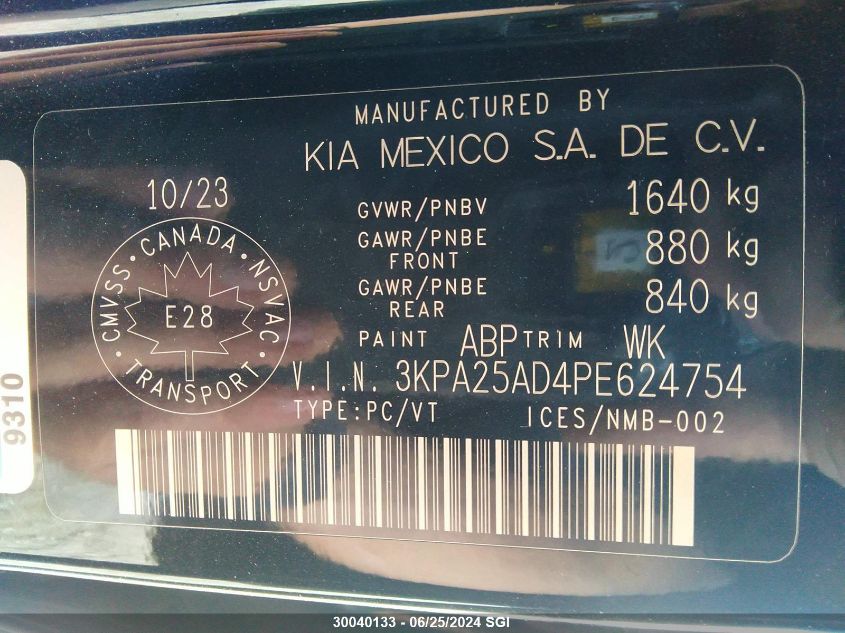 MANUFACTURED BY
KIA MEXICO S.A. DE C.V.
10/23
GVWR/PNBV 1640 kg
GAWR/PNBE FRONT 880 kg
GAWR/PNBE REAR 840 kg
CMVSS • CANADA • NSVAC • TRANSPORT •
E28
PAINT ABP TRIM WK
V.I.N. 3KPA25AD4PE624754
TYPE:PC/VT ICES/NMB-002
9310
30040133 - 06/25/2024 SGI